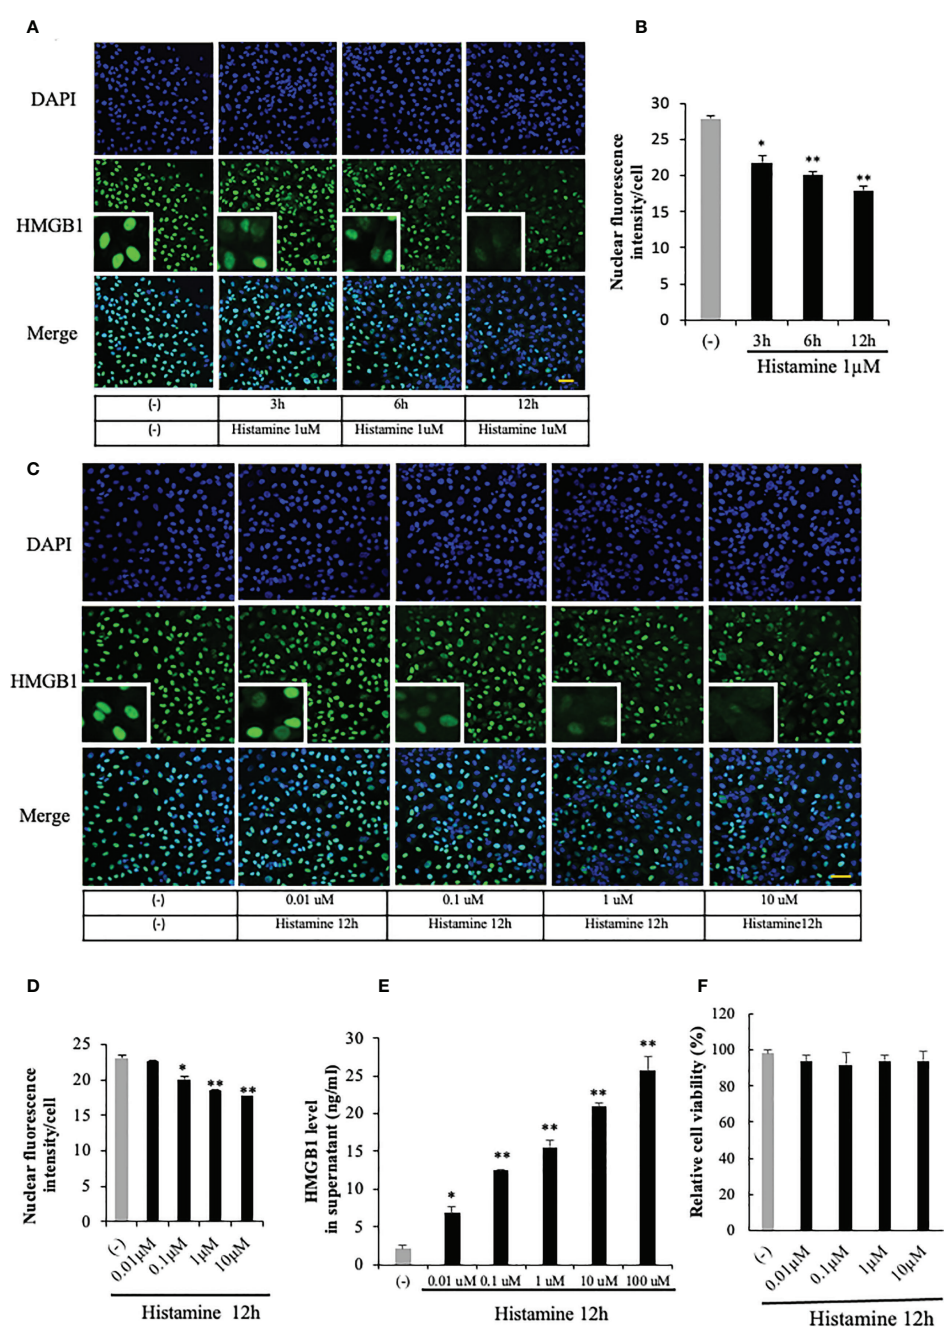 A
DAPI
HMGB1
Merge
(-) 3h 6h 12h
(-) Histamine 1uM Histamine 1uM Histamine 1uM
B
Nuclear fluorescence
intensity/cell
30
25
20
15
10
5
0
*
**
**
(-) 3h 6h 12h
Histamine 1µM
C
DAPI
HMGB1
Merge
(-) 0.01 uM 0.1 uM 1 uM 10 uM
(-) Histamine 12h Histamine 12h Histamine 12h Histamine12h
D
Nuclear fluorescence
intensity/cell
25
20
15
10
5
0
*
**
**
(-) 0.01µM 0.1µM 1µM 10µM
Histamine 12h
E
HMGB1 level
in supernatant (ng/ml)
30
25
20
15
10
5
0
*
**
**
**
**
(-) 0.01 uM 0.1 uM 1 uM 10 uM 100 uM
Histamine 12h
F
Relative cell viability (%)
120
100
80
60
40
20
0
(-) 0.01µM 0.1µM 1µM 10µM
Histamine 12h